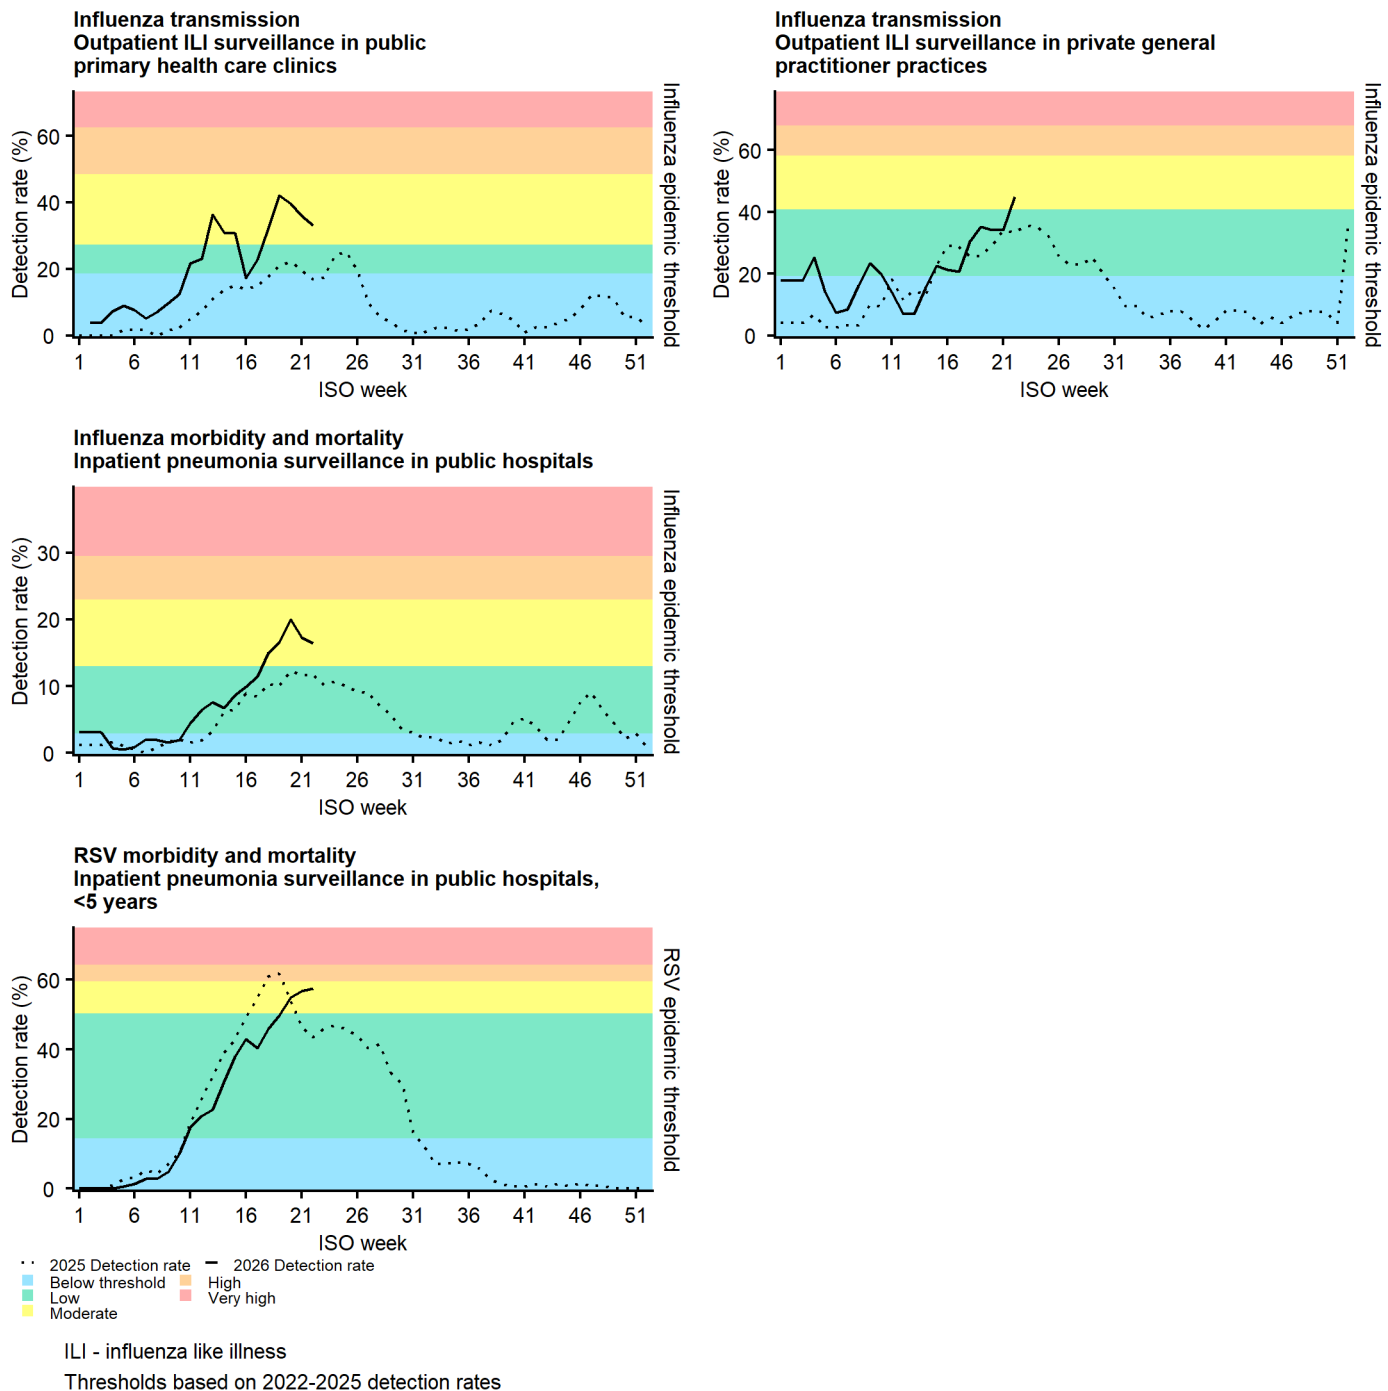 Influenza transmission
Outpatient ILI surveillance in public
primary health care clinics
Detection rate (%)
60
40
20
0
1 6 11 16 21 26 31 36 41 46 51
ISO week
Influenza epidemic threshold
Influenza transmission
Outpatient ILI surveillance in private general
practitioner practices
Detection rate (%)
60
40
20
0
1 6 11 16 21 26 31 36 41 46 51
ISO week
Influenza epidemic threshold
Influenza morbidity and mortality
Inpatient pneumonia surveillance in public hospitals
Detection rate (%)
30
20
10
0
1 6 11 16 21 26 31 36 41 46 51
ISO week
Influenza epidemic threshold
RSV morbidity and mortality
Inpatient pneumonia surveillance in public hospitals,
<5 years
Detection rate (%)
60
40
20
0
1 6 11 16 21 26 31 36 41 46 51
ISO week
RSV epidemic threshold
2025 Detection rate 2026 Detection rate
Below threshold High
Low Very high
Moderate
ILI - influenza like illness
Thresholds based on 2022-2025 detection rates